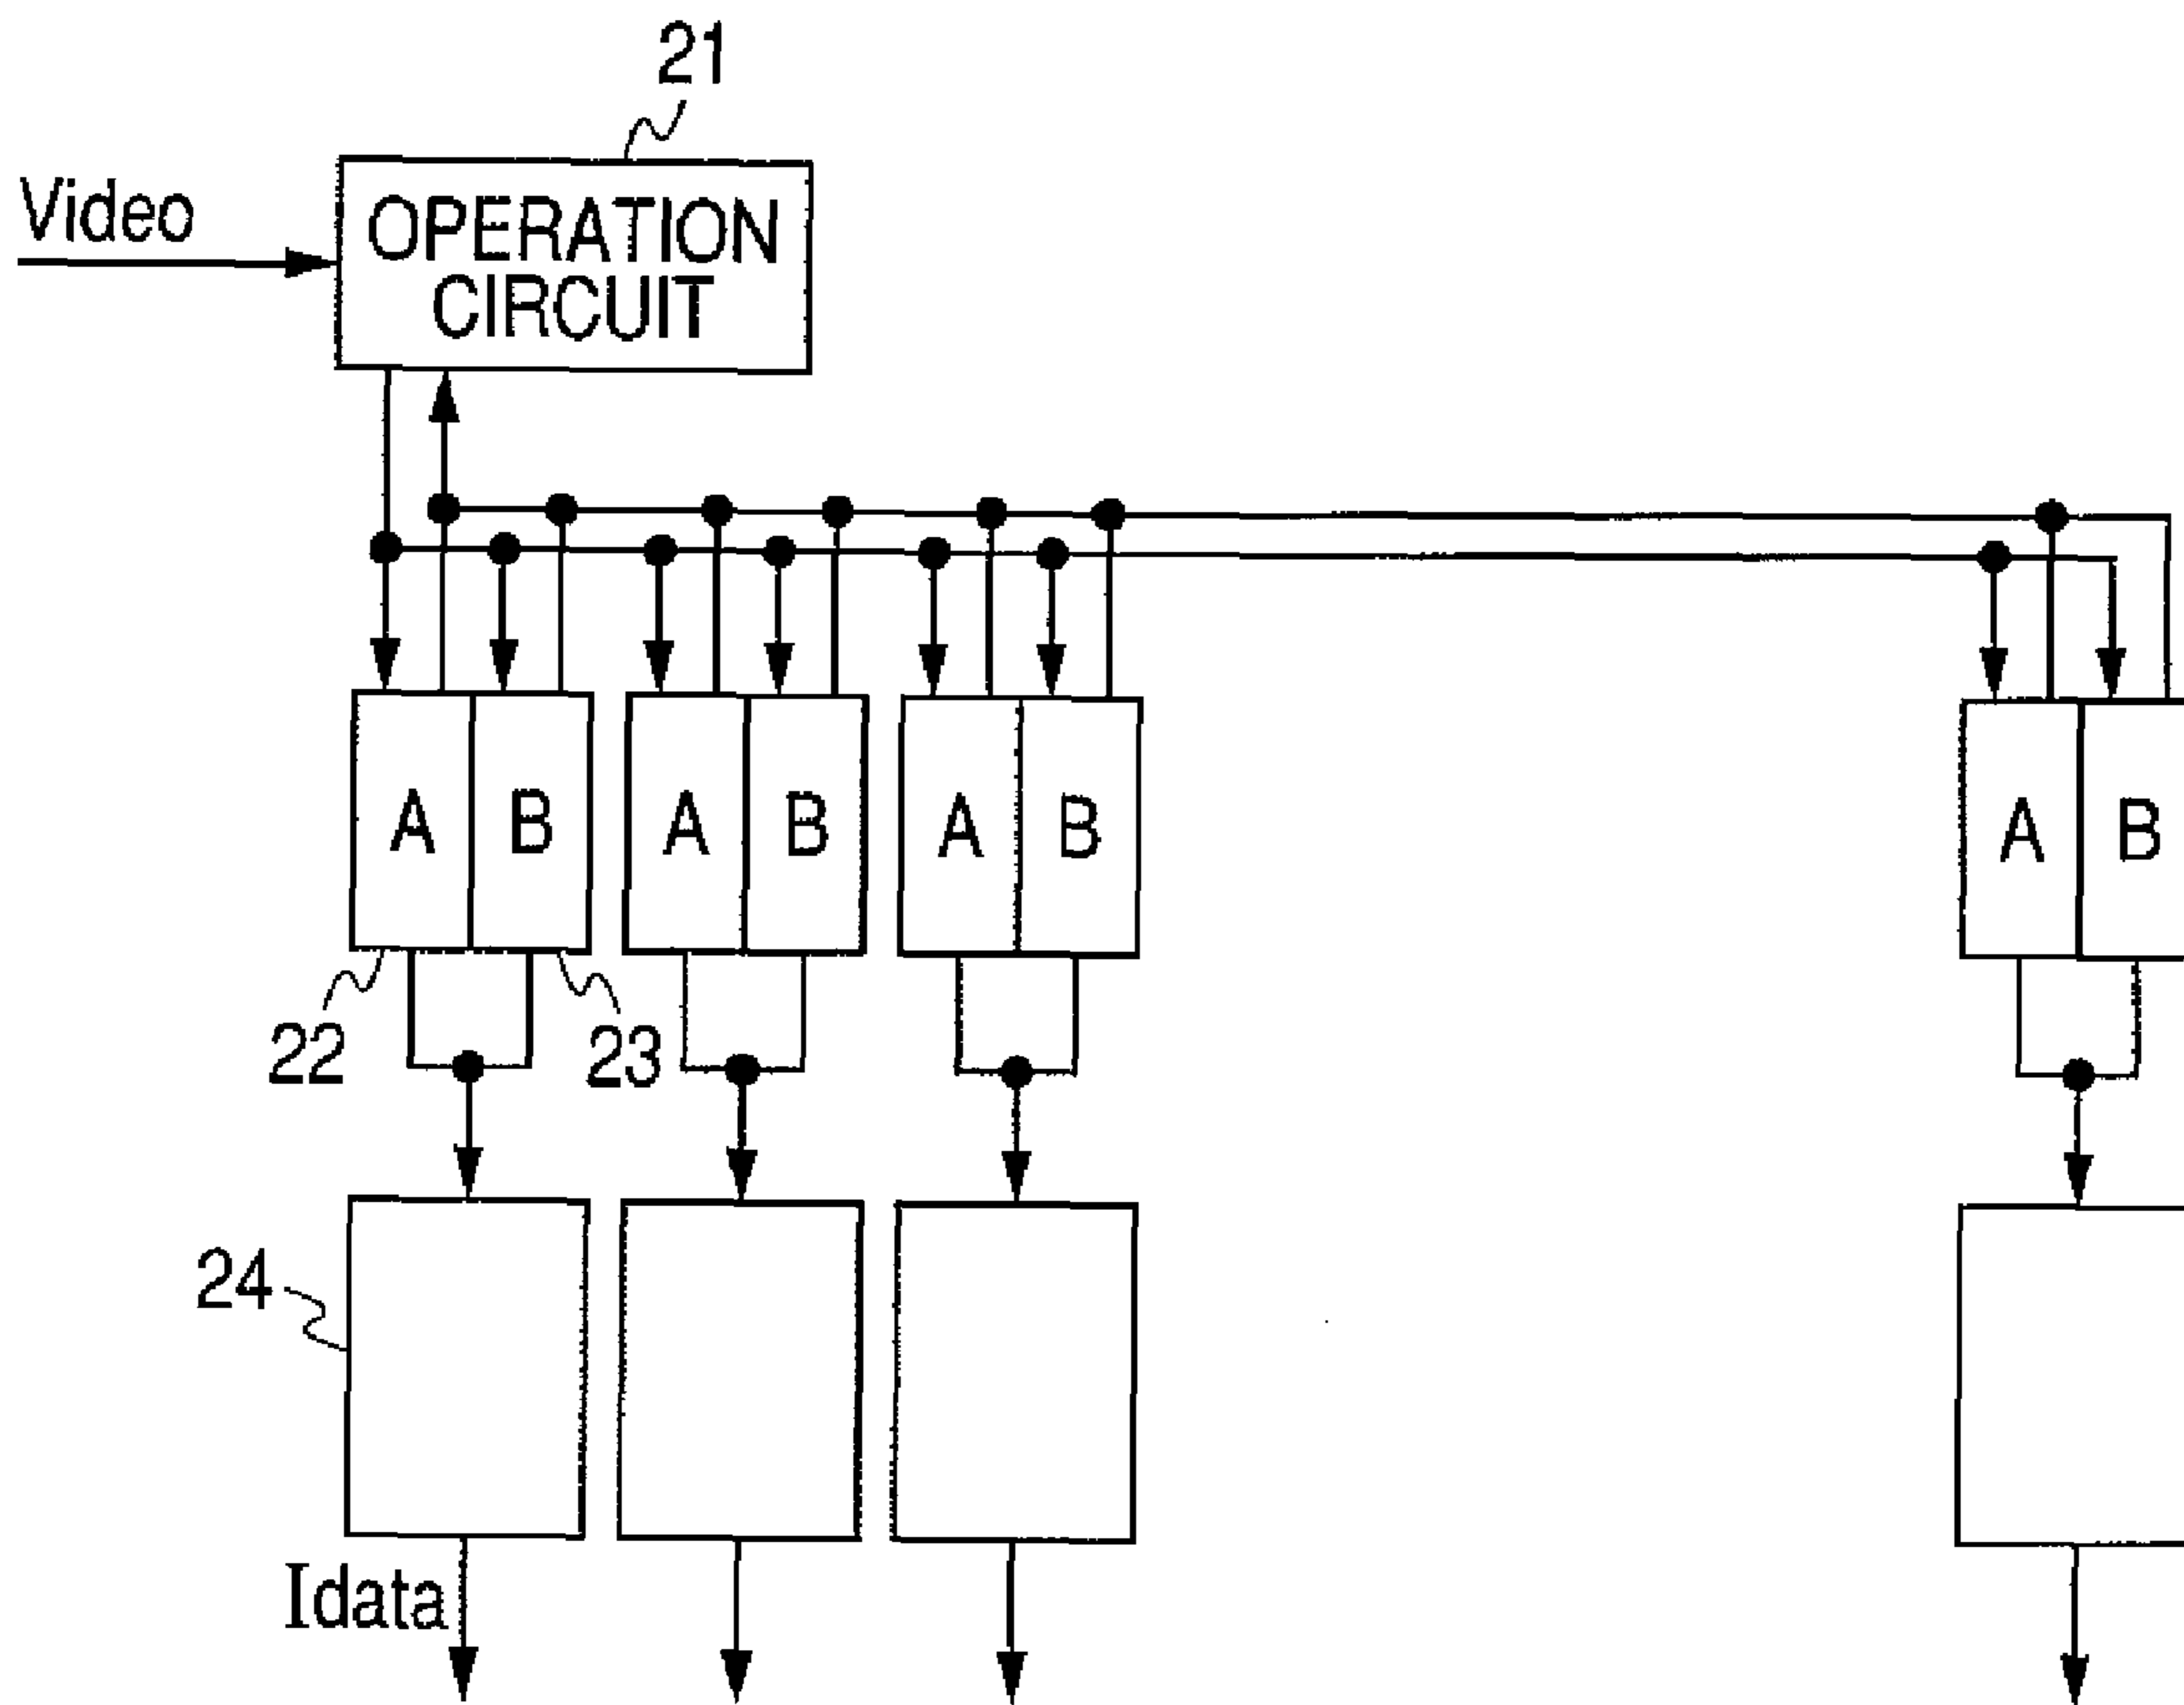 21
Video
OPERATION
CIRCUIT
A B A B A B A B
22 23
24
Idata